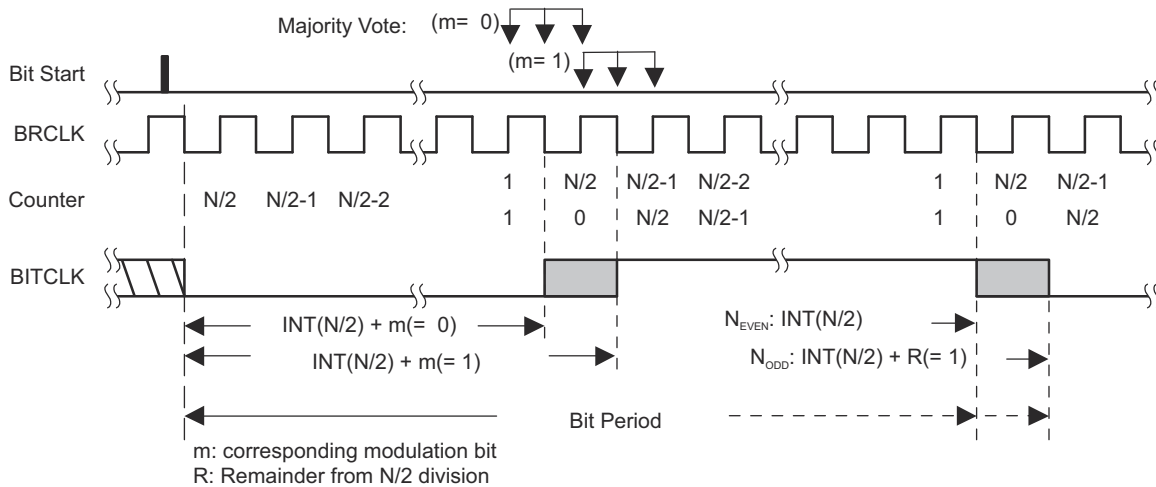 Majority Vote: (m= 0)
(m= 1)
Bit Start
BRCLK
1 N/2 N/2-1 N/2-2 1 N/2 N/2-1
Counter N/2 N/2-1 N/2-2
1 0 N/2 N/2-1 1 0 N/2
BITCLK
INT(N/2) + m(= 0) NEVEN: INT(N/2)
INT(N/2) + m(= 1) NODD: INT(N/2) + R(= 1)
Bit Period
m: corresponding modulation bit
R: Remainder from N/2 division